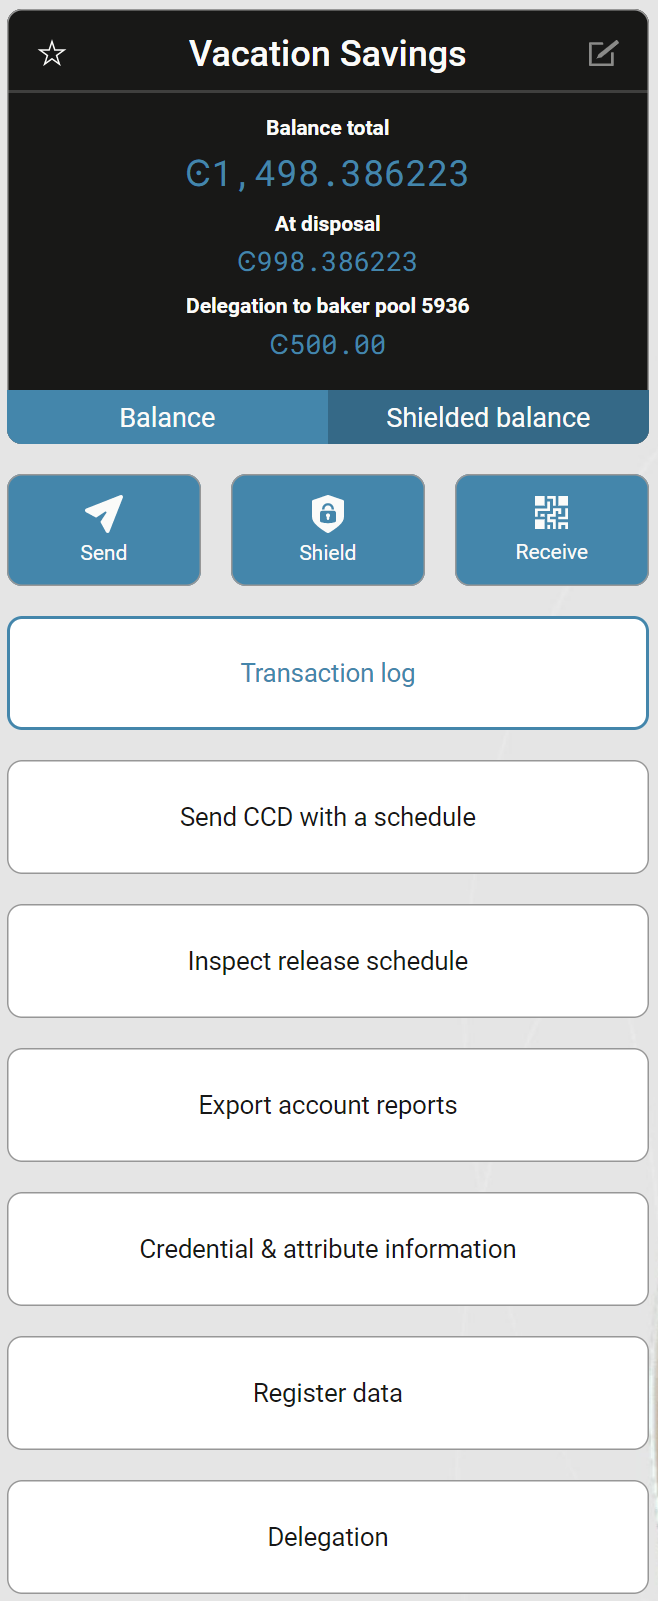 Vacation Savings
Balance total
Ͼ1,498.386223
At disposal
Ͼ998.386223
Delegation to baker pool 5936
Ͼ500.00
Balance
Shielded balance
Send
Shield
Receive
Transaction log
Send CCD with a schedule
Inspect release schedule
Export account reports
Credential & attribute information
Register data
Delegation